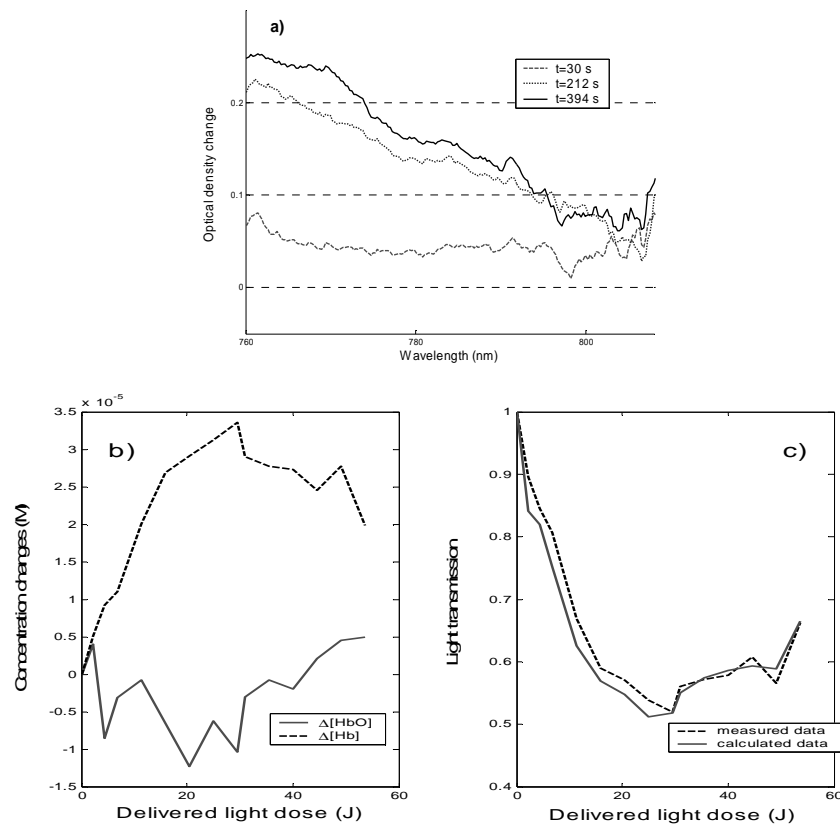 a)
t=30 s
t=212 s
t=394 s
0.2
0.1
0
Optical density change
760
780
800
Wavelength (nm)
x 10
-5
3.5
3
2.5
2
1.5
1
0.5
0
-0.5
-1
-1.5
Concentration changes (M)
b)
Δ[HbO]
Δ[Hb]
0
20
40
60
Delivered light dose (J)
1
0.9
0.8
0.7
0.6
0.5
0.4
Light transmission
c)
measured data
calculated data
0
20
40
60
Delivered light dose (J)